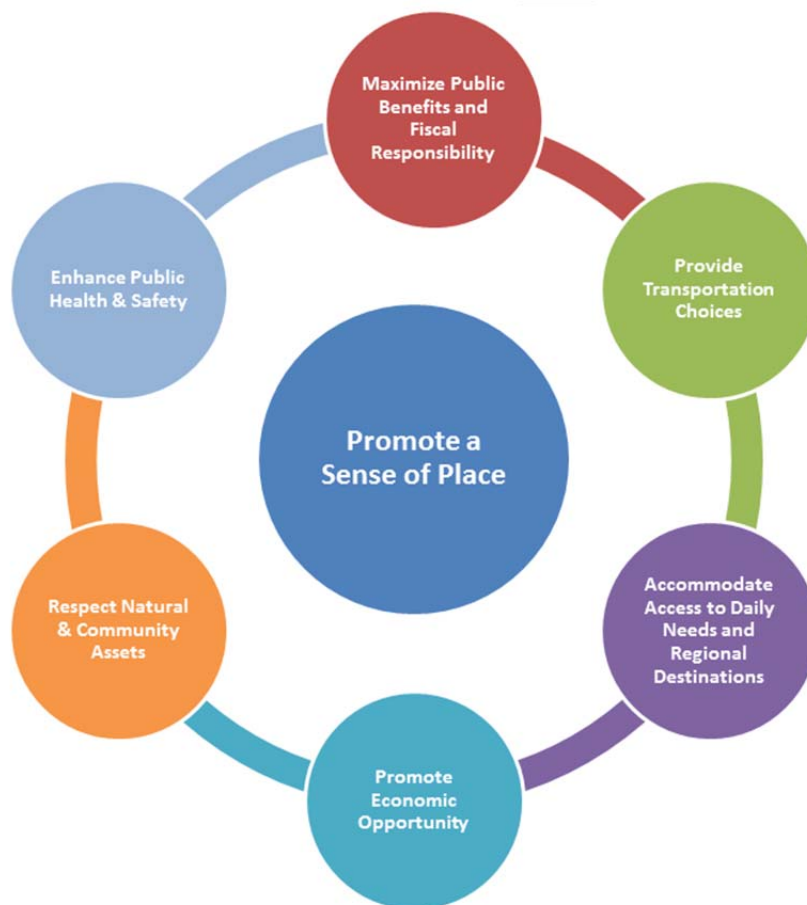 Maximize Public
Benefits and
Fiscal
Responsibility
Provide
Transportation
Choices
Accommodate
Access to Daily
Needs and
Regional
Destinations
Promote
Economic
Opportunity
Respect Natural
& Community
Assets
Enhance Public
Health & Safety
Promote a
Sense of Place